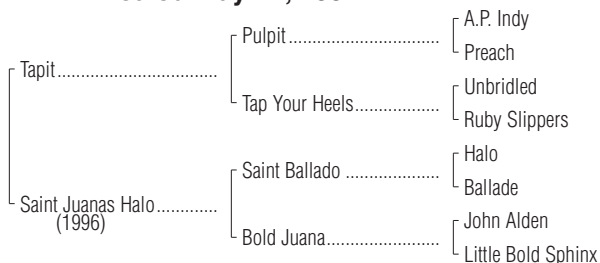 Pulpit
A.P. Indy
Preach
Tapit
Tap Your Heels
Unbridled
Ruby Slippers
Saint Juanas Halo
(1996)
Saint Ballado
Halo
Ballade
Bold Juana
John Alden
Little Bold Sphinx